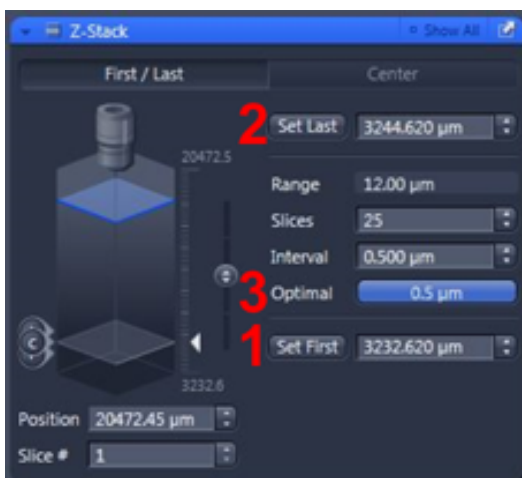 Z-Stack Show All
First / Last Center
2 Set Last 3244.620 µm
20472.5
Range 12.00 µm
Slices 25
Interval 0.500 µm
3 Optimal 0.5 µm
1 Set First 3232.620 µm
3232.6
C
Position 20472.45 µm
Slice # 1